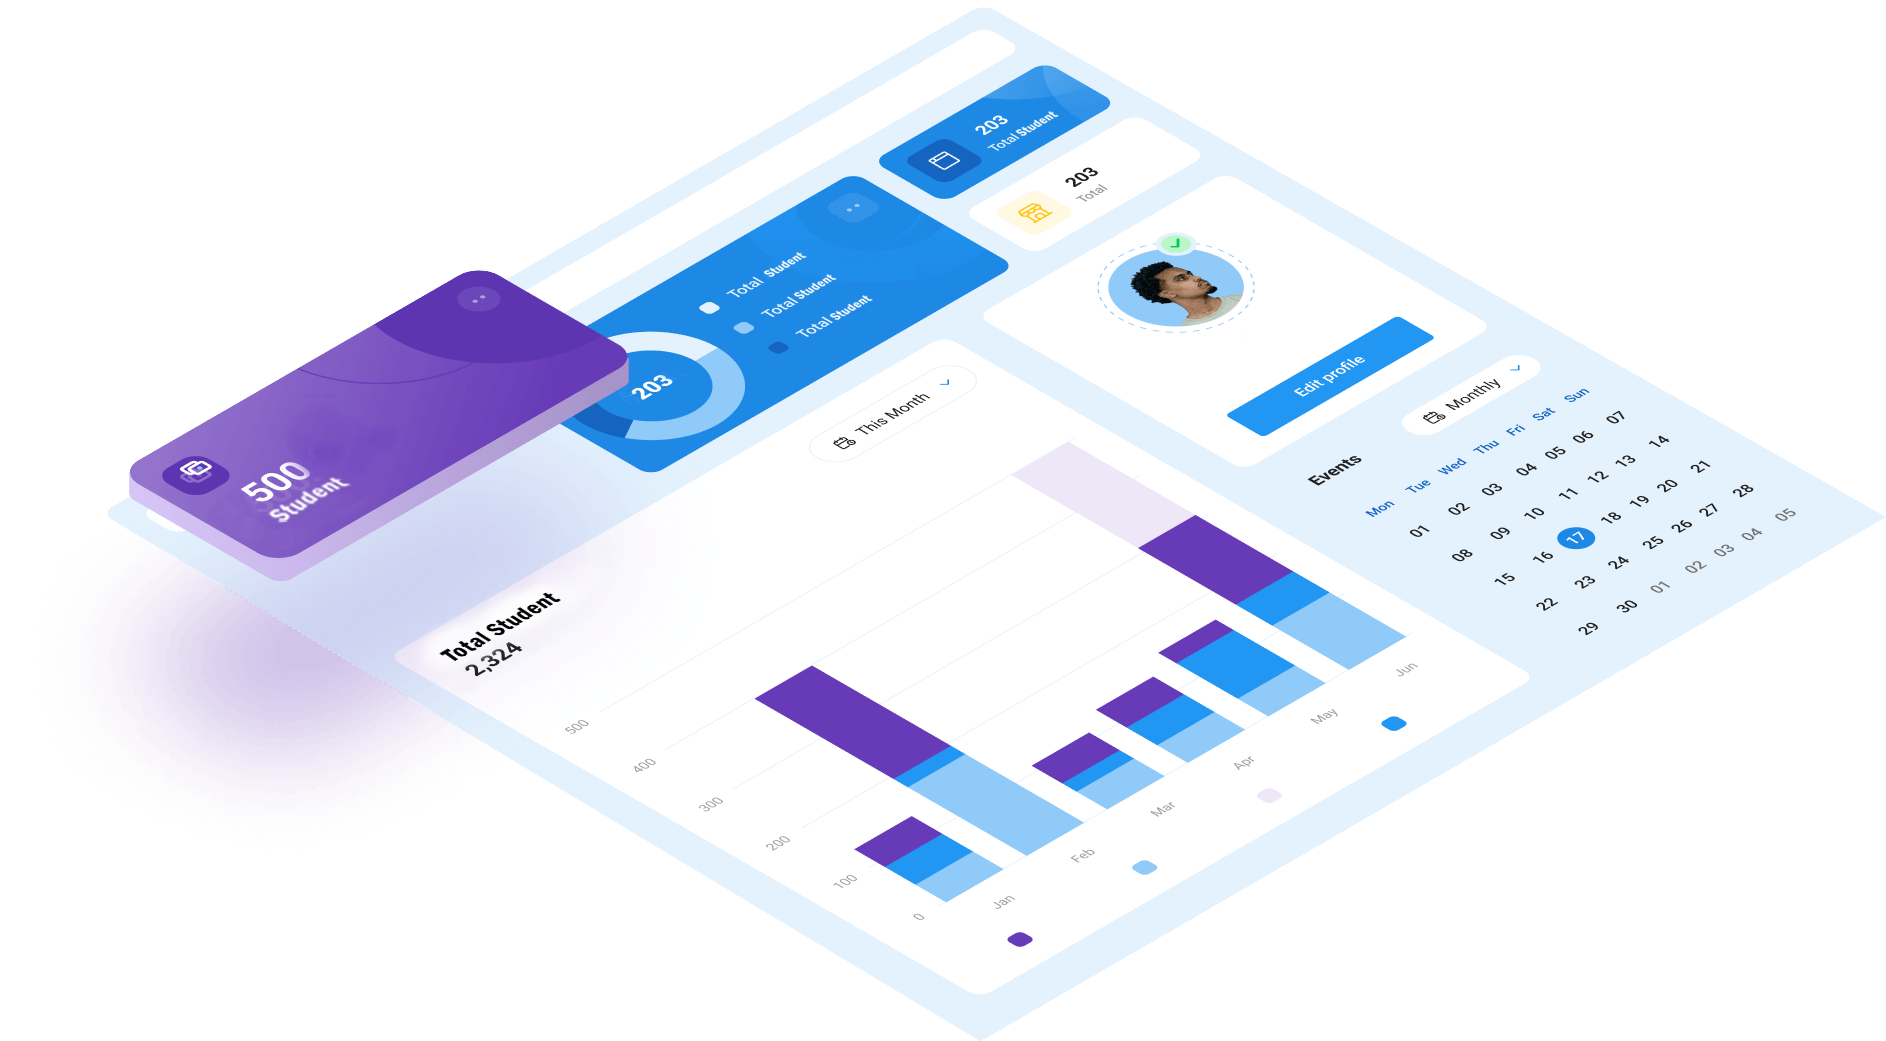 203
Total Student
203
Total
Total Student
Total Student
Total Student
203
500
Student
Edit profile
This Month
Total Student
2,324
500
400
300
200
100
0
Jan
Feb
Mar
Apr
May
Jun
Events
Monthly
Mon Tue Wed Thu Fri Sat Sun
01 02 03 04 05 06 07
08 09 10 11 12 13 14
15 16 17 18 19 20 21
22 23 24 25 26 27 28
29 30 01 02 03 04 05